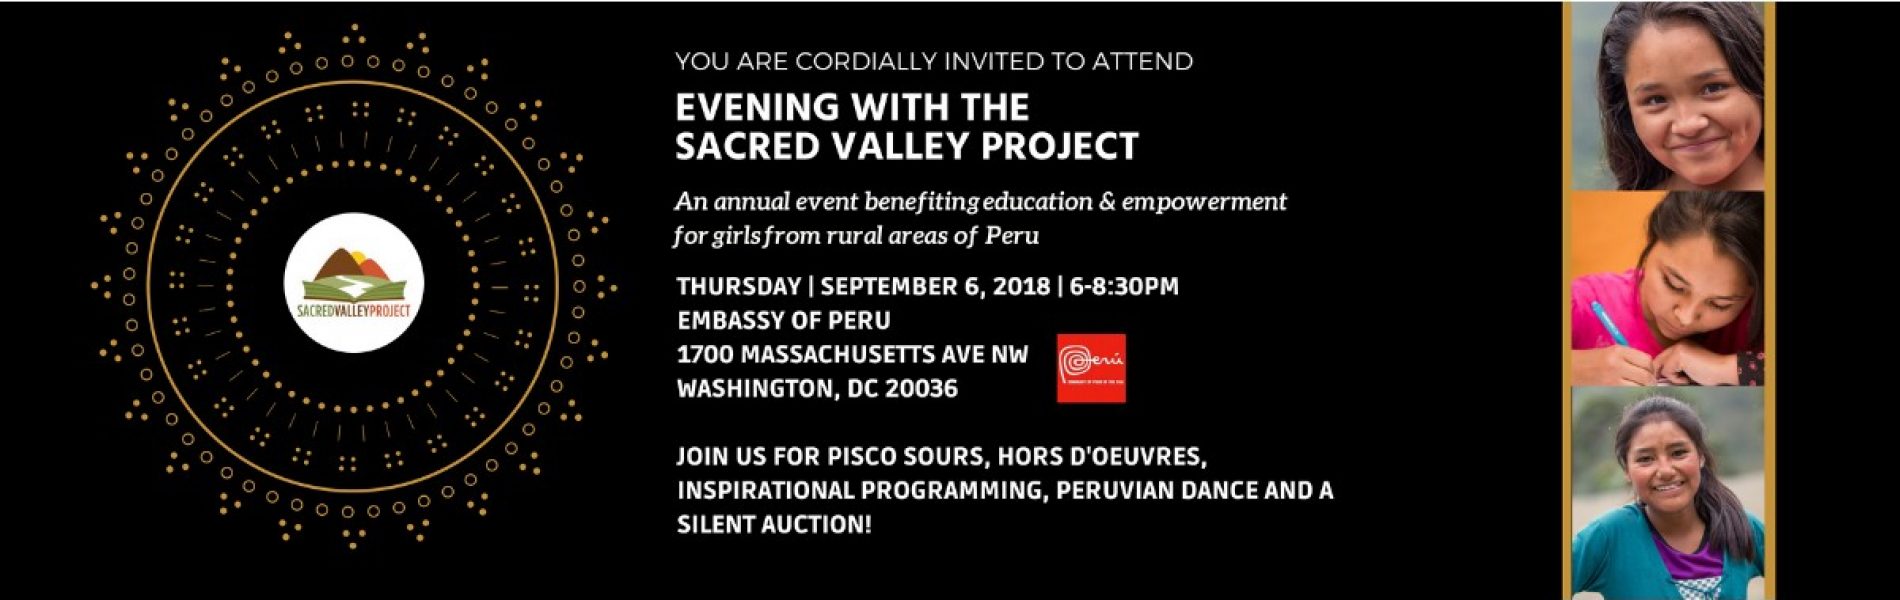 YOU ARE CORDIALLY INVITED TO ATTEND
EVENING WITH THE
SACRED VALLEY PROJECT
An annual event benefiting education & empowerment
for girls from rural areas of Peru
THURSDAY | SEPTEMBER 6, 2018 | 6-8:30PM
EMBASSY OF PERU
1700 MASSACHUSETTS AVE NW
WASHINGTON, DC 20036
JOIN US FOR PISCO SOURS, HORS D'OEUVRES,
INSPIRATIONAL PROGRAMMING, PERUVIAN DANCE AND A
SILENT AUCTION!
SACREDVALLEYPROJECT
Perú